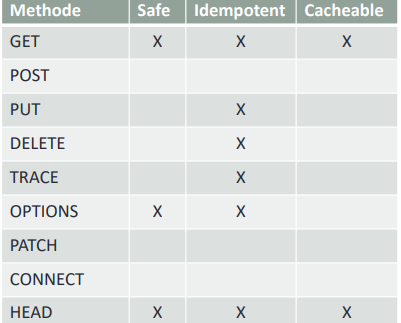 Methode Safe Idempotent Cacheable
GET X X X
POST
PUT X
DELETE X
TRACE X
OPTIONS X X
PATCH
CONNECT
HEAD X X X